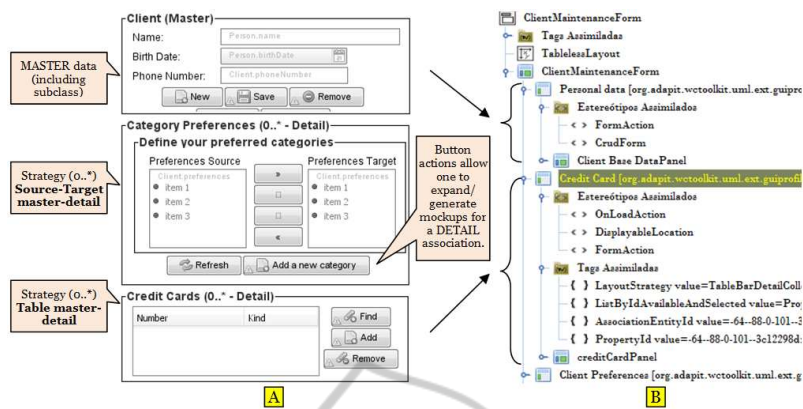 Client (Master)
Name:
Person.name
Birth Date:
Person.birthDate
Phone Number:
Client.phoneNumber
New
Save
Remove
MASTER data
(including
subclass)
Category Preferences (0..* - Detail)
Define your preferred categories
Preferences Source
Preferences Target
Client.preferences
item 1
item 2
item 3
»
«
Client.preferences
item 1
item 2
item 3
Refresh
Add a new category
Strategy (0..*)
Source-Target
master-detail
Button
actions allow
one to
expand/
generate
mockups for
a DETAIL
association.
Strategy (0..*)
Table master-
detail
Credit Cards (0..* - Detail)
Number
Kind
Find
Add
Remove
A
ClientMaintenanceForm
Tags Assimiladas
TablelessLayout
ClientMaintenanceForm
Personal data [org.adapit.wctoolkit.uml.ext.guipro
Estereótipos Assimilados
< > FormAction
< > CrudForm
Client Base DataPanel
Credit Card [org.adapit.wctoolkit.uml.ext.guiprofil
Estereótipos Assimilados
< > OnLoadAction
< > DisplayableLocation
< > FormAction
Tags Assimiladas
{ } LayoutStrategy value=TableBarDetailColle
{ } ListByIdAvailableAndSelected value=Prop
{ } AssociationEntityId value=-64--88-0-101--3
{ } PropertyId value=-64--88-0-101--3c12298d:
creditCardPanel
Client Preferences [org.adapit.wctoolkit.uml.ext.g
B